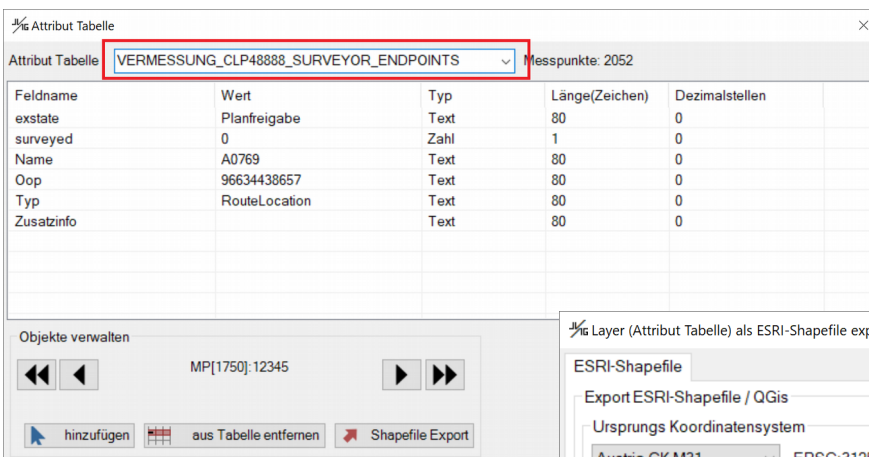 Attribut Tabelle
Attribut Tabelle VERMESSUNG_CLP48888_SURVEYOR_ENDPOINTS Messpunkte: 2052
Feldname Wert Typ Länge(Zeichen) Dezimalstellen
exstate Planfreigabe Text 80 0
surveyed 0 Zahl 1 0
Name A0769 Text 80 0
Oop 96634438657 Text 80 0
Typ RouteLocation Text 80 0
Zusatzinfo Text 80 0
Objekte verwalten
MP[1750]:12345
hinzufügen aus Tabelle entfernen Shapefile Export
Layer (Attribut Tabelle) als ESRI-Shapefile exp
ESRI-Shapefile
Export ESRI-Shapefile / QGis
Ursprungs Koordinatensystem
Austria GK M31